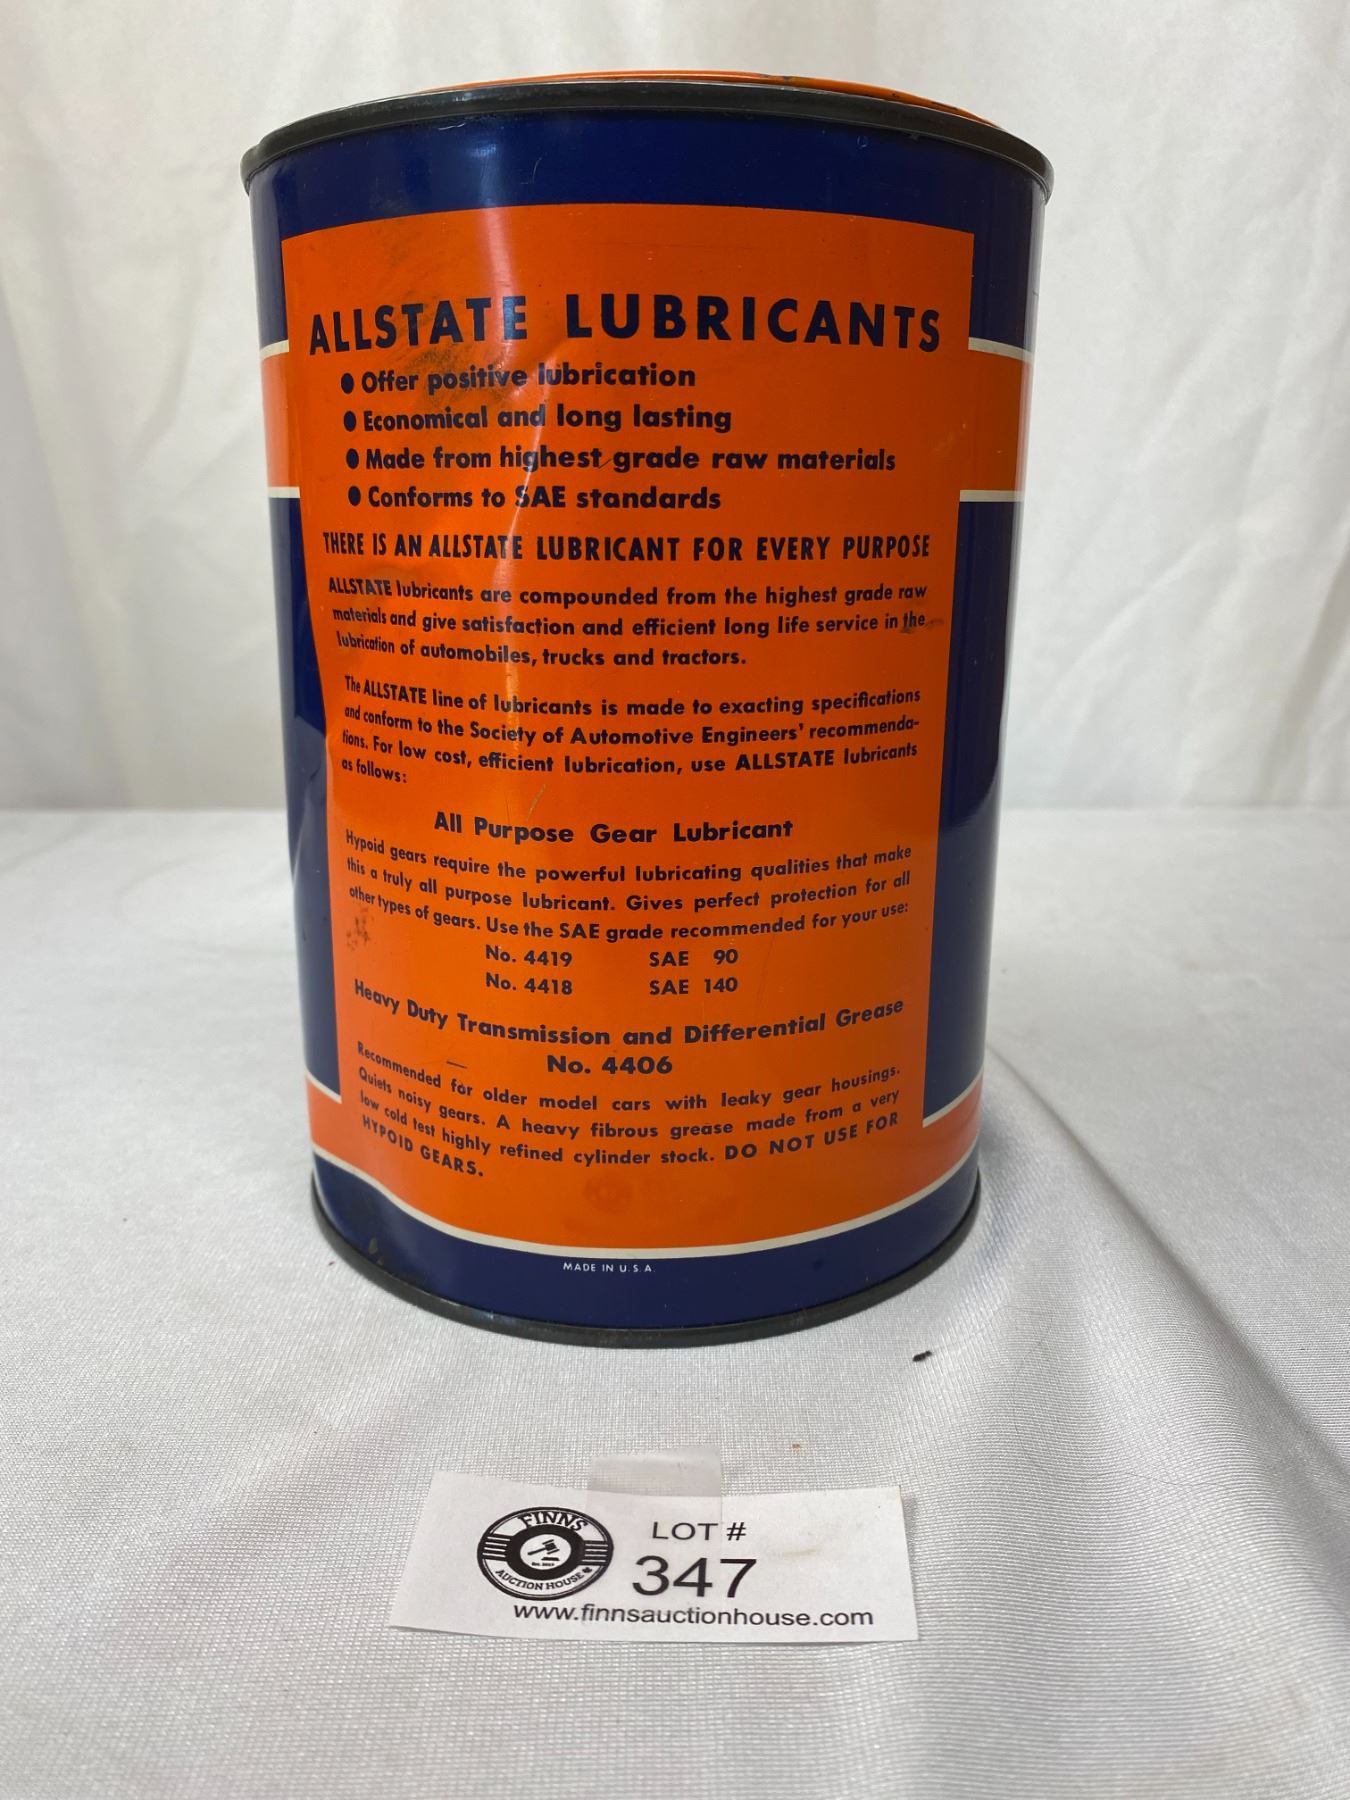 ALLSTATE LUBRICANTS
● Offer positive lubrication
● Economical and long lasting
● Made from highest grade raw materials
● Conforms to SAE standards
THERE IS AN ALLSTATE LUBRICANT FOR EVERY PURPOSE
ALLSTATE lubricants are compounded from the highest grade raw
materials and give satisfaction and efficient long life service in the
lubrication of automobiles, trucks and tractors.
The ALLSTATE line of lubricants is made to exacting specifications
and conform to the Society of Automotive Engineers' recommenda-
tions. For low cost, efficient lubrication, use ALLSTATE lubricants
as follows:
All Purpose Gear Lubricant
Hypoid gears require the powerful lubricating qualities that make
this a truly all purpose lubricant. Gives perfect protection for all
other types of gears. Use the SAE grade recommended for your use:
No. 4419 SAE 90
No. 4418 SAE 140
Heavy Duty Transmission and Differential Grease
No. 4406
Recommended for older model cars with leaky gear housings.
Quiets noisy gears. A heavy fibrous grease made from a very
low cold test highly refined cylinder stock. DO NOT USE FOR
HYPOID GEARS.
MADE IN U.S.A.
FINNS
AUCTION HOUSE
LOT #
347
www.finnsauctionhouse.com